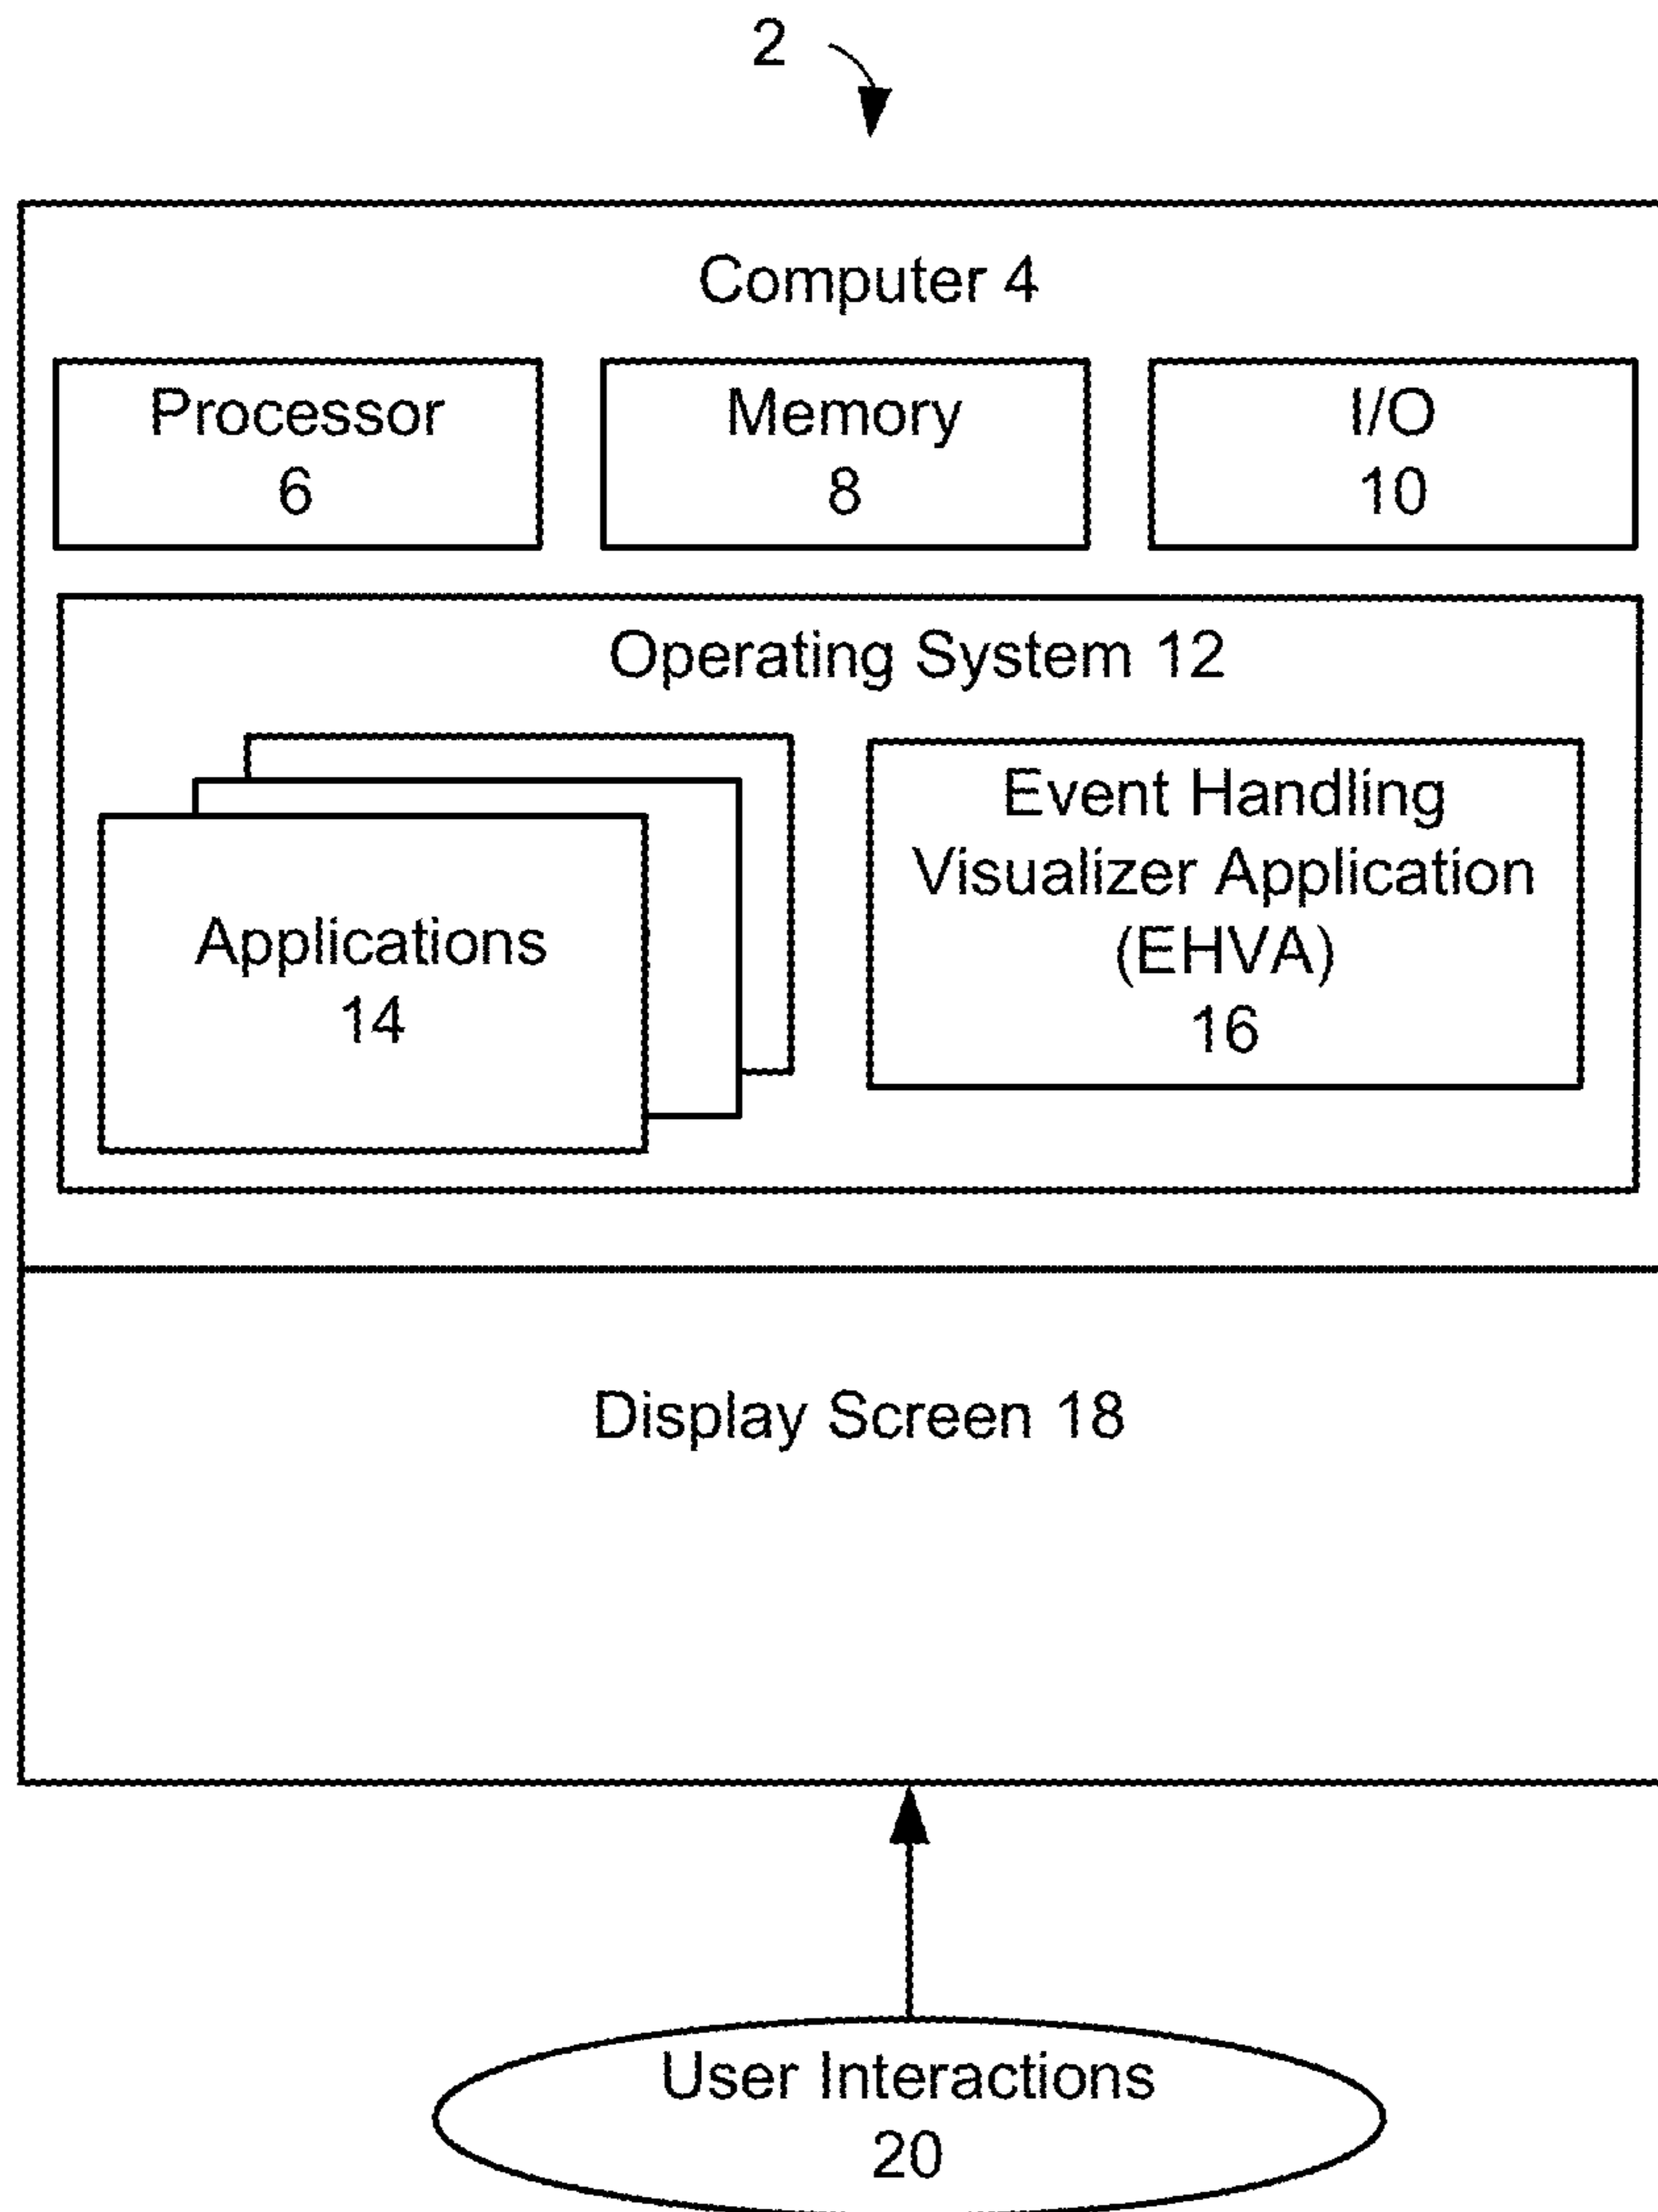 2
Computer 4
Processor
6
Memory
8
I/O
10
Operating System 12
Applications
14
Event Handling
Visualizer Application
(EHVA)
16
Display Screen 18
User Interactions
20